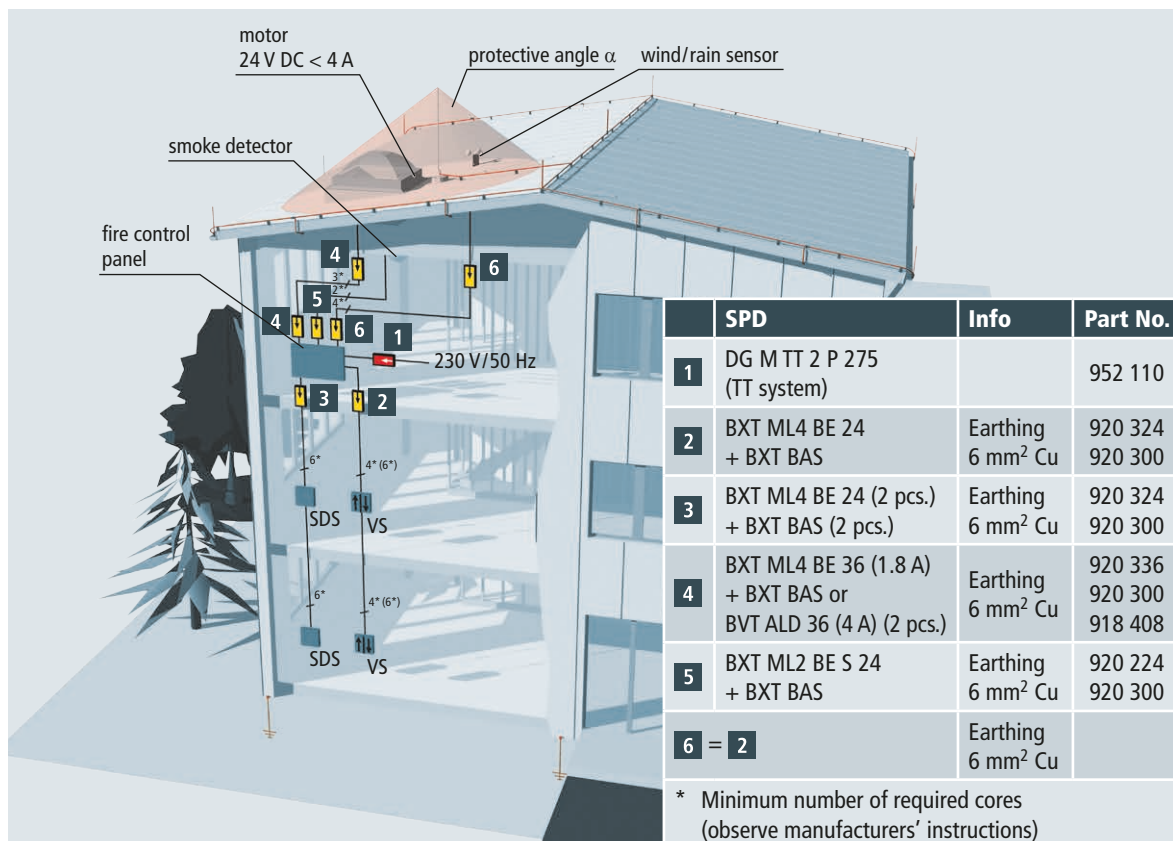 motor
24 V DC < 4 A
protective angle α
wind/rain sensor
smoke detector
fire control
panel
4
6
3*
2*
4*
5
4
6
1
230 V/50 Hz
3
2
6*
4* (6*)
SDS
VS
6*
4* (6*)
SDS
VS
SPD Info Part No.
1 DG M TT 2 P 275
(TT system)
952 110
2 BXT ML4 BE 24
+ BXT BAS
Earthing
6 mm² Cu
920 324
920 300
3 BXT ML4 BE 24 (2 pcs.)
+ BXT BAS (2 pcs.)
Earthing
6 mm² Cu
920 324
920 300
4 BXT ML4 BE 36 (1.8 A)
+ BXT BAS or
BVT ALD 36 (4 A) (2 pcs.)
Earthing
6 mm² Cu
920 336
920 300
918 408
5 BXT ML2 BE S 24
+ BXT BAS
Earthing
6 mm² Cu
920 224
920 300
6 = 2
Earthing
6 mm² Cu
* Minimum number of required cores
(observe manufacturers' instructions)